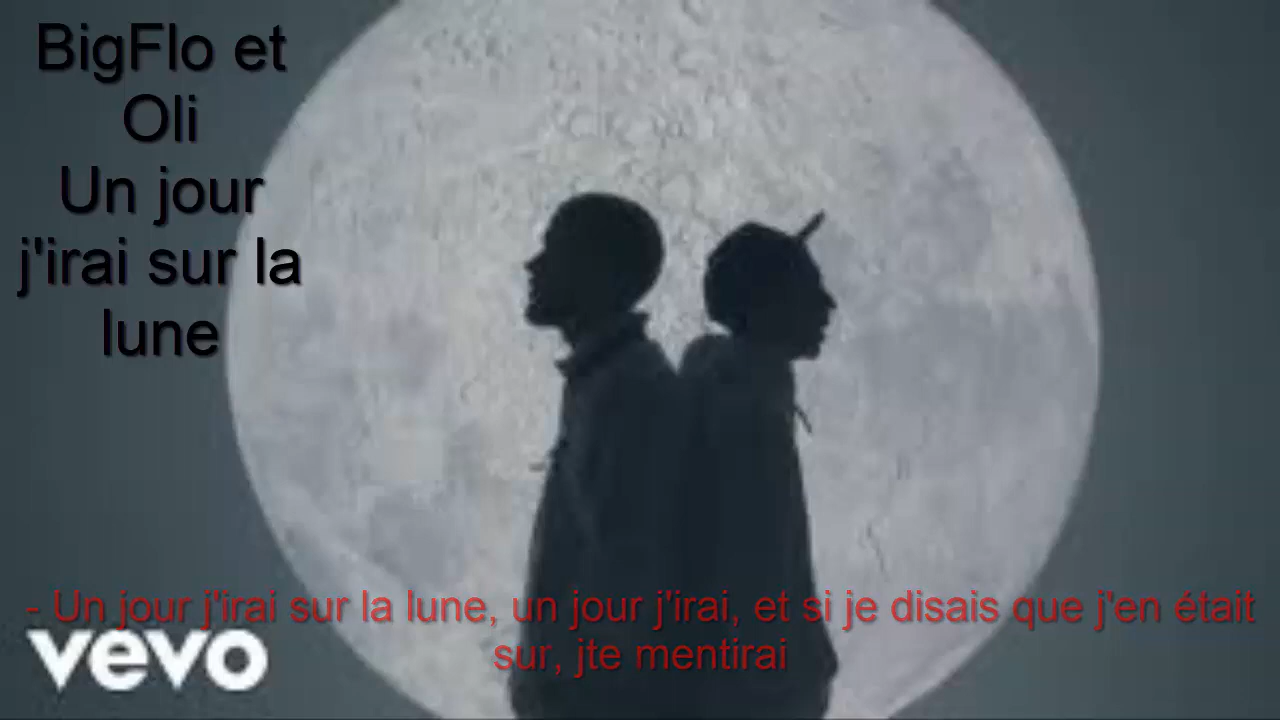 BigFlo et
Oli
Un jour
j'irai sur la
lune
- Un jour j'irai sur la lune, un jour j'irai, et si je disais que j'en était
sur, jte mentirai
vevo